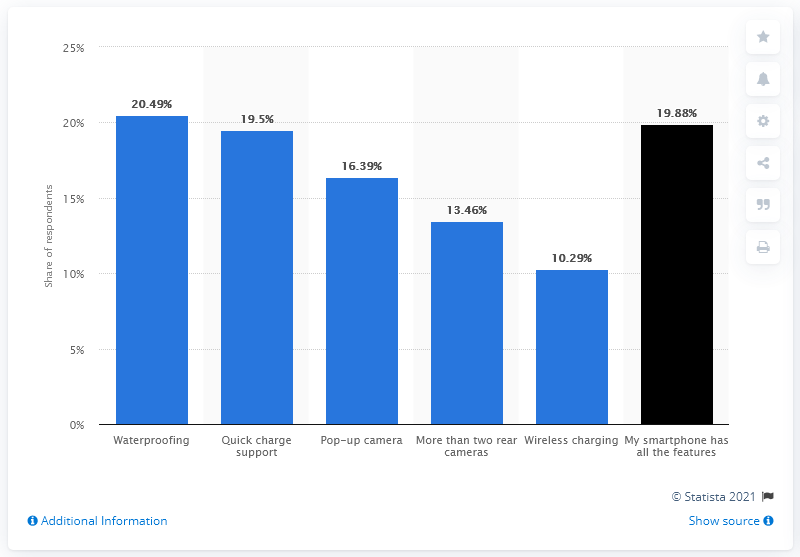 25%
20%
15%
10%
5%
0%
Share of respondents
20.49%
19.5%
16.39%
13.46%
10.29%
19.88%
Waterproofing
Quick charge
support
Pop-up camera
More than two rear
cameras
Wireless charging
My smartphone has
all the features
© Statista 2021
Additional Information
Show source